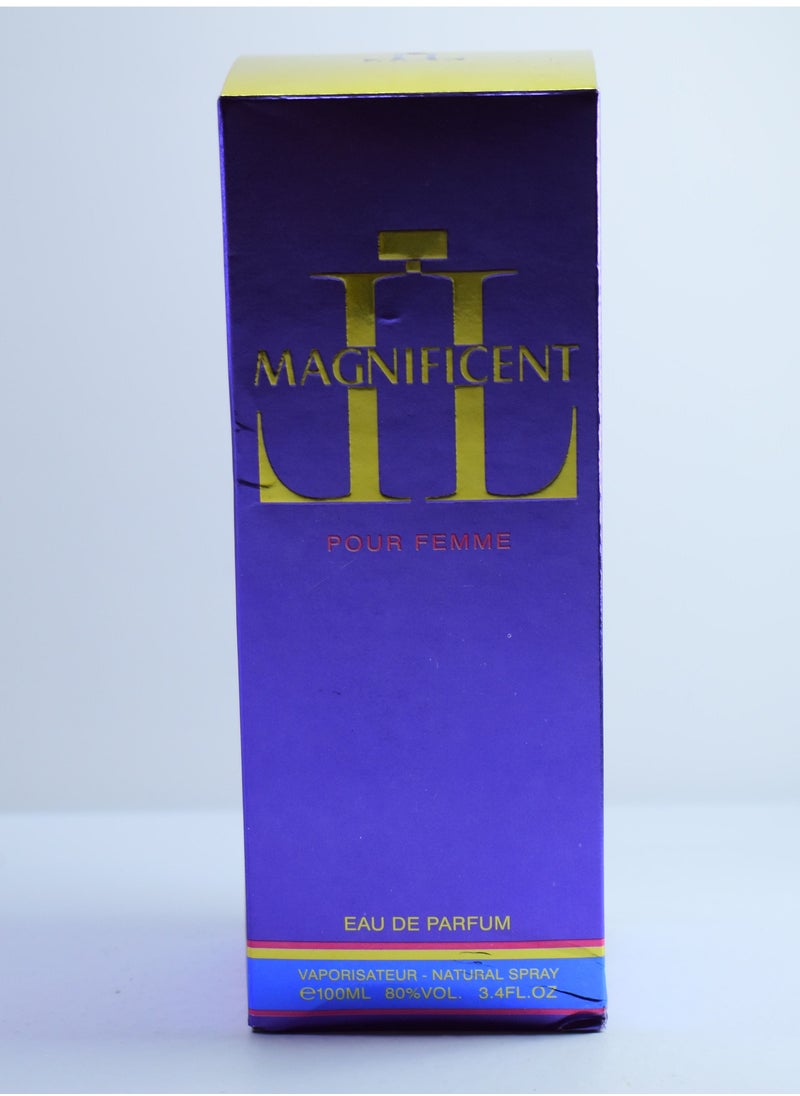 MAGNIFICENT
POUR FEMME
EAU DE PARFUM
VAPORISATEUR - NATURAL SPRAY
℮100ML 80%VOL. 3.4FL.OZ